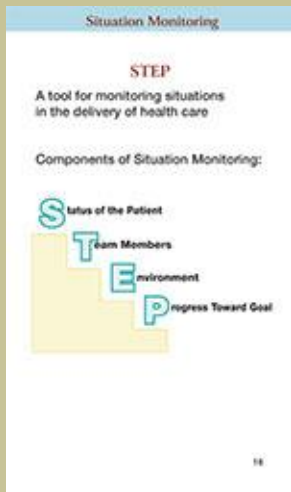 Situation Monitoring
STEP
A tool for monitoring situations
in the delivery of health care
Components of Situation Monitoring:
Status of the Patient
Team Members
Environment
Progress Toward Goal